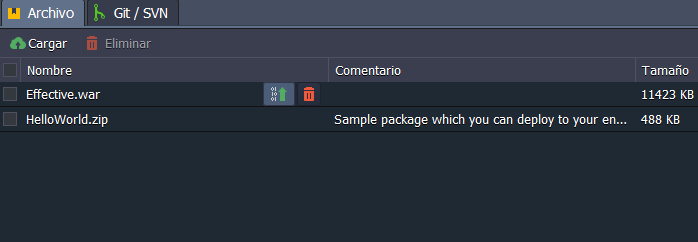 Archivo Git / SVN
Cargar Eliminar
Nombre Comentario Tamaño
Effective.war 11423 KB
HelloWorld.zip Sample package which you can deploy to your en... 488 KB